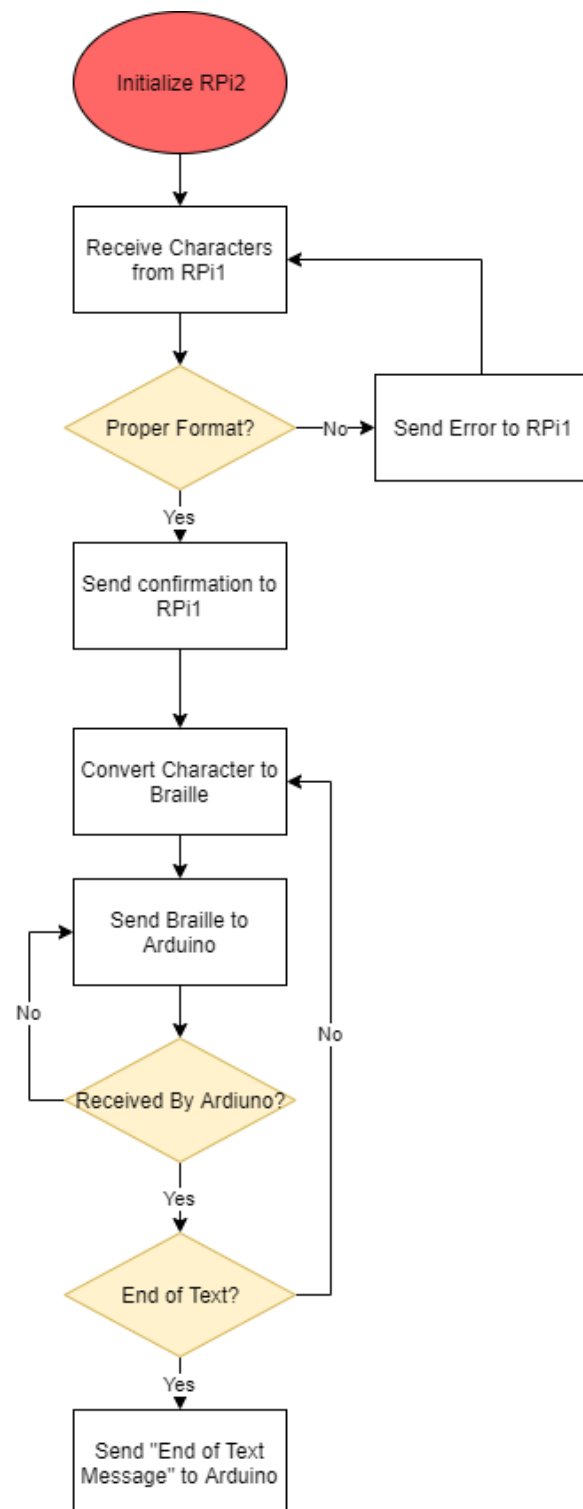 Initialize RPi2
Receive Characters
from RPi1
Proper Format?
No
Send Error to RPi1
Yes
Send confirmation to
RPi1
Convert Character to
Braille
Send Braille to
Arduino
No
No
Received By Ardiuno?
Yes
End of Text?
Yes
Send "End of Text
Message" to Arduino